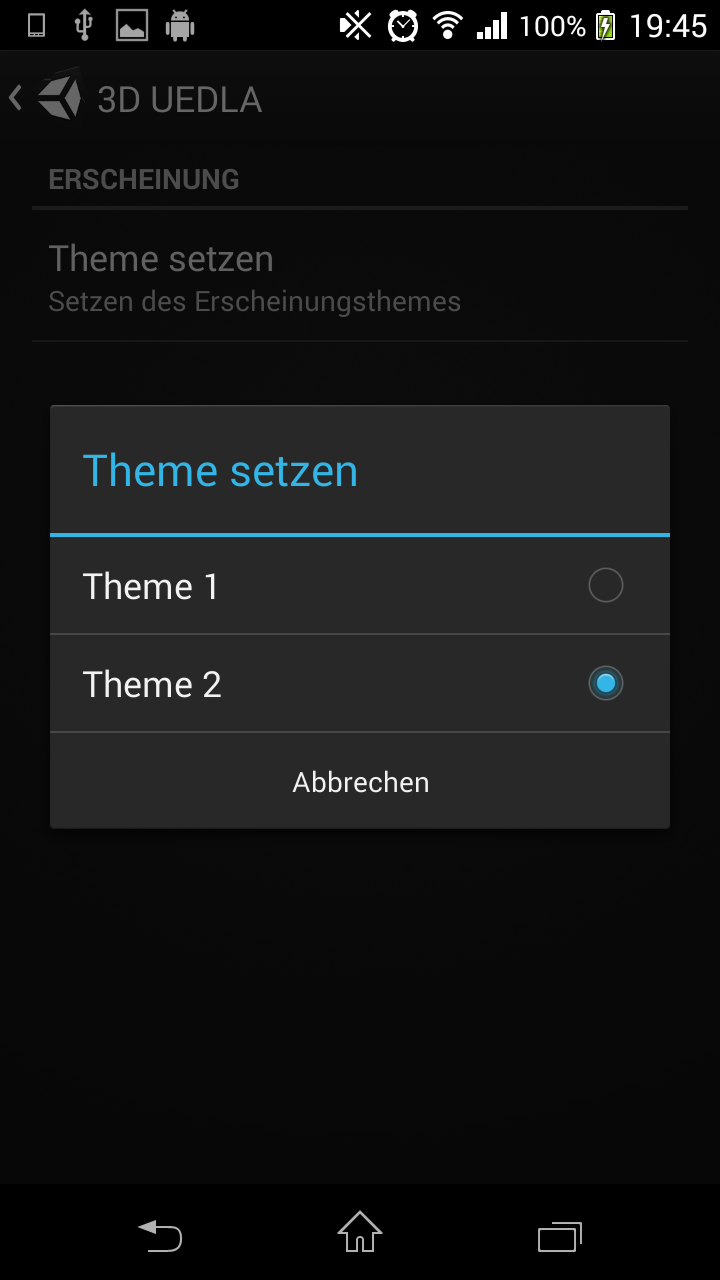 100% 19:45
3D UEDLA
ERSCHEINUNG
Theme setzen
Setzen des Erscheinungsthemes
Theme setzen
Theme 1
Theme 2
Abbrechen